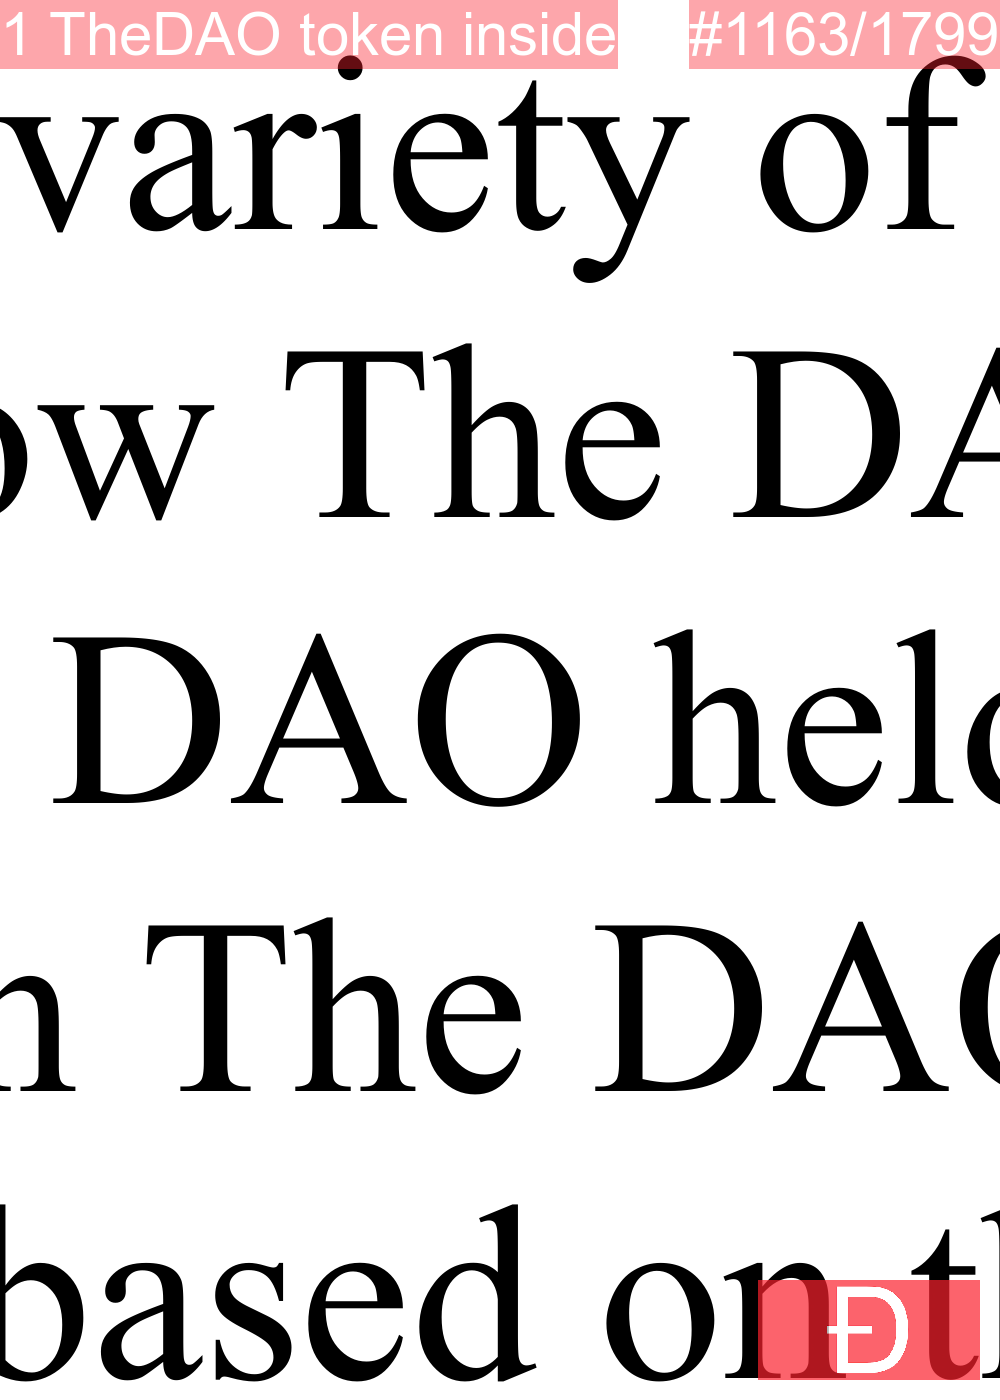 1 TheDAO token inside #1163/1799
variety of
ow The DA
DAO held
n The DAO
based on th
Đ